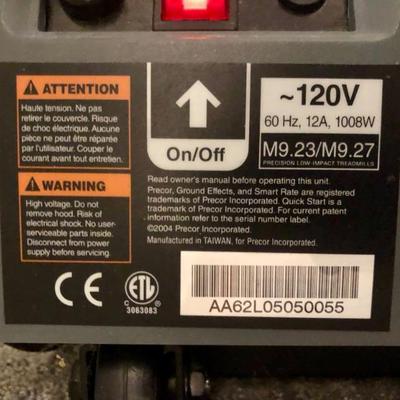 ATTENTION
Haute tension. Ne pas
retirer le couvercle. Risque
de choc électrique. Aucune
pièce ne peut être réparée
par l'utilisateur. Couper le
courant avant tout entretien.
WARNING
High voltage. Do not
remove hood. Risk of
electrical shock. No user-
serviceable parts inside.
Disconnect from power
supply before servicing.
On/Off
~120V
60 Hz, 12A, 1008W
M9.23/M9.27
PRECISION LOW-IMPACT TREADMILLS
Read owner's manual before operating this unit.
Precor, Ground Effects, and Smart Rate are registered
trademarks of Precor Incorporated. Quick Start is a
trademark of Precor Incorporated. For current patent
information refer to the serial number label.
©2004 Precor Incorporated
Manufactured in TAIWAN, for Precor Incorporated.
CE
C ETL
3063083
AA62L05050055